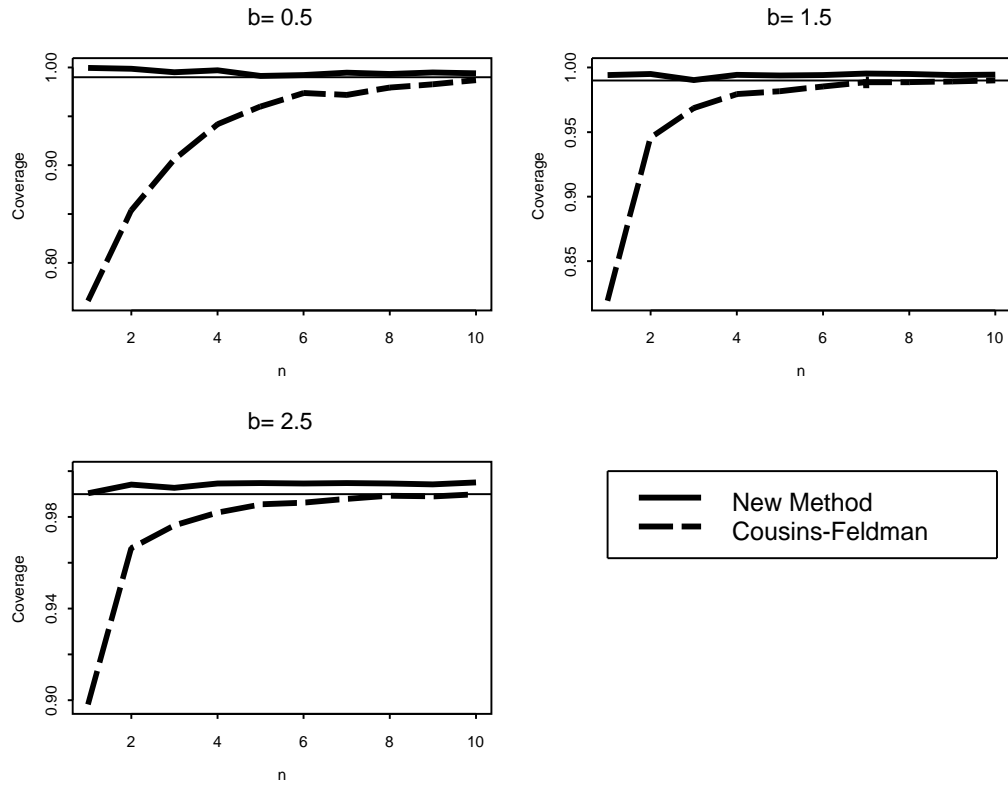 b= 0.5
Coverage
0.80 0.90 1.00
2 4 6 8 10
n
b= 1.5
Coverage
0.85 0.90 0.95 1.00
2 4 6 8 10
n
b= 2.5
Coverage
0.90 0.94 0.98
2 4 6 8 10
n
New Method
Cousins-Feldman